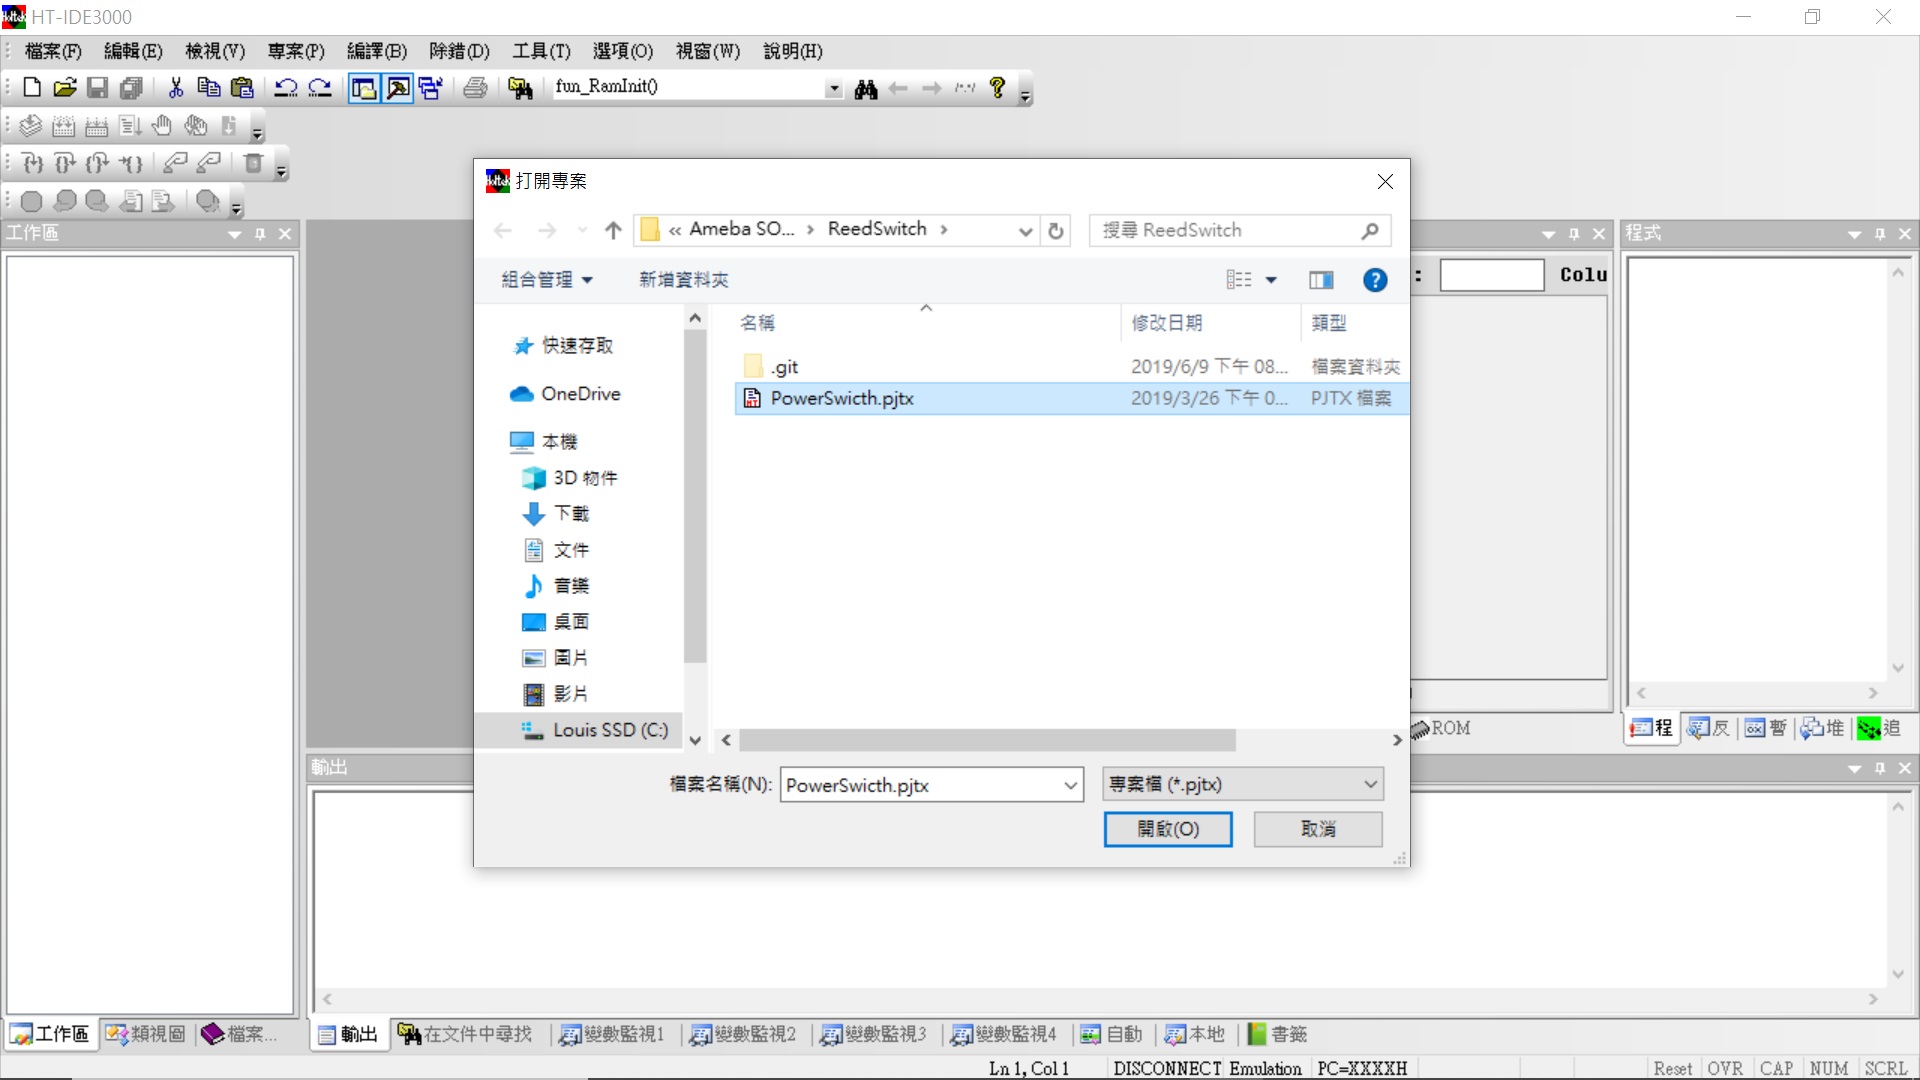 HT-IDE3000
檔案(F) 編輯(E) 檢視(V) 專案(P) 編譯(B) 除錯(D) 工具(T) 選項(O) 視窗(W) 說明(H)
fun_RamInit()
打開專案
« Ameba SO... › ReedSwitch ›
搜尋 ReedSwitch
組合管理
新增資料夾
名稱 修改日期 類型
.git 2019/6/9 下午 08... 檔案資料夾
PowerSwicth.pjtx 2019/3/26 下午 0... PJTX 檔案
快速存取
OneDrive
本機
3D 物件
下載
文件
音樂
桌面
圖片
影片
Louis SSD (C:)
檔案名稱(N): PowerSwicth.pjtx 專案檔 (*.pjtx)
開啟(O) 取消
工作區
: Colu
程式
ROM
程 反 暫 堆 追
輸出
工作區 類視圖 檔案... 輸出 在文件中尋找 變數監視1 變數監視2 變數監視3 變數監視4 自動 本地 書籤
Ln 1, Col 1 DISCONNECT Emulation PC=XXXXH Reset OVR CAP NUM SCRL